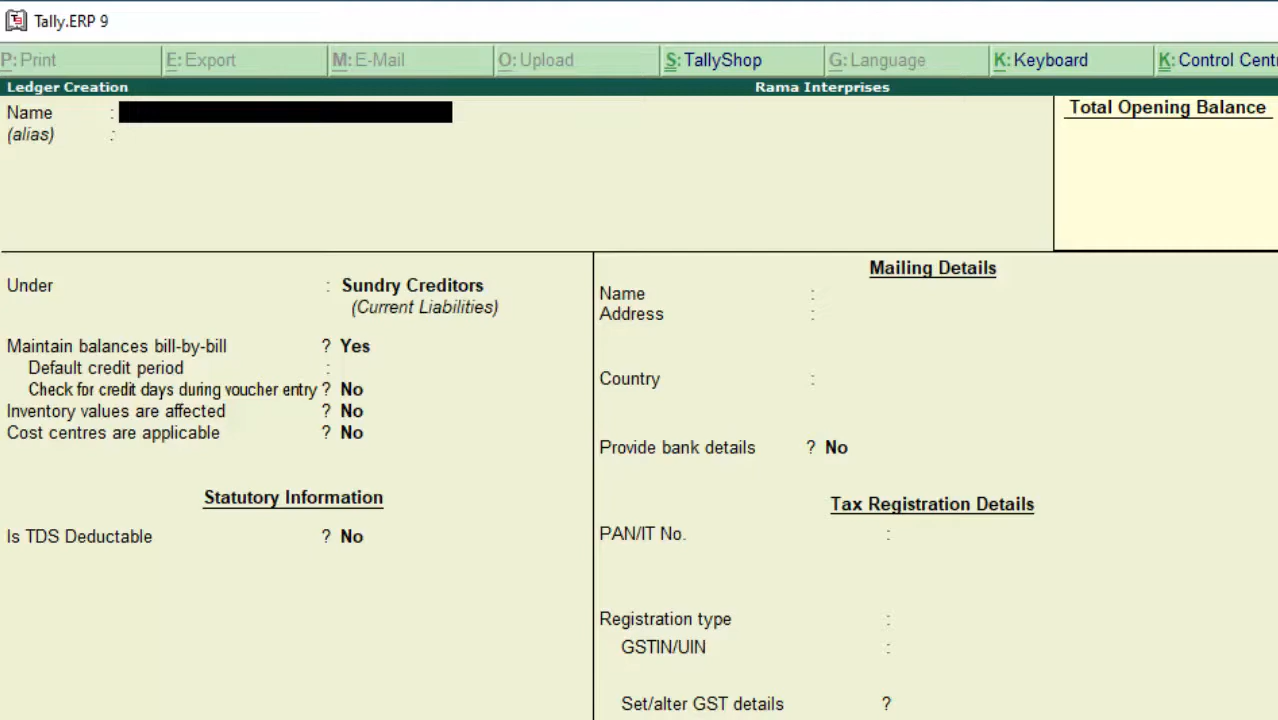 Tally.ERP 9
P: Print E: Export M: E-Mail O: Upload S: TallyShop G: Language K: Keyboard K: Control Cent
Ledger Creation Rama Interprises
Name :
(alias) :
Total Opening Balance
Under : Sundry Creditors
(Current Liabilities)
Maintain balances bill-by-bill ? Yes
Default credit period :
Check for credit days during voucher entry ? No
Inventory values are affected ? No
Cost centres are applicable ? No
Statutory Information
Is TDS Deductable ? No
Mailing Details
Name :
Address :
Country :
Provide bank details ? No
Tax Registration Details
PAN/IT No. :
Registration type :
GSTIN/UIN :
Set/alter GST details ?